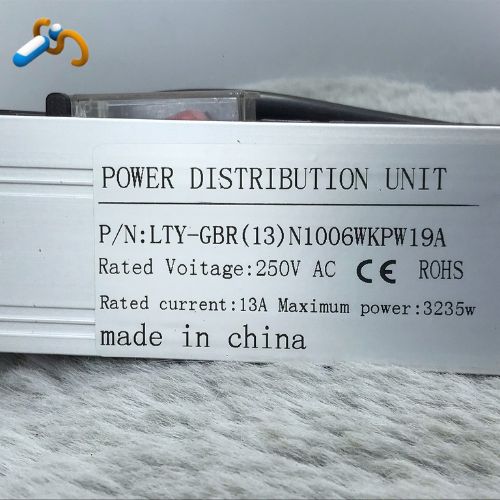 POWER DISTRIBUTION UNIT
P/N:LTY-GBR(13)N1006WKPW19A
Rated Voitage:250V AC CE ROHS
Rated current:13A Maximum power:3235w
made in china